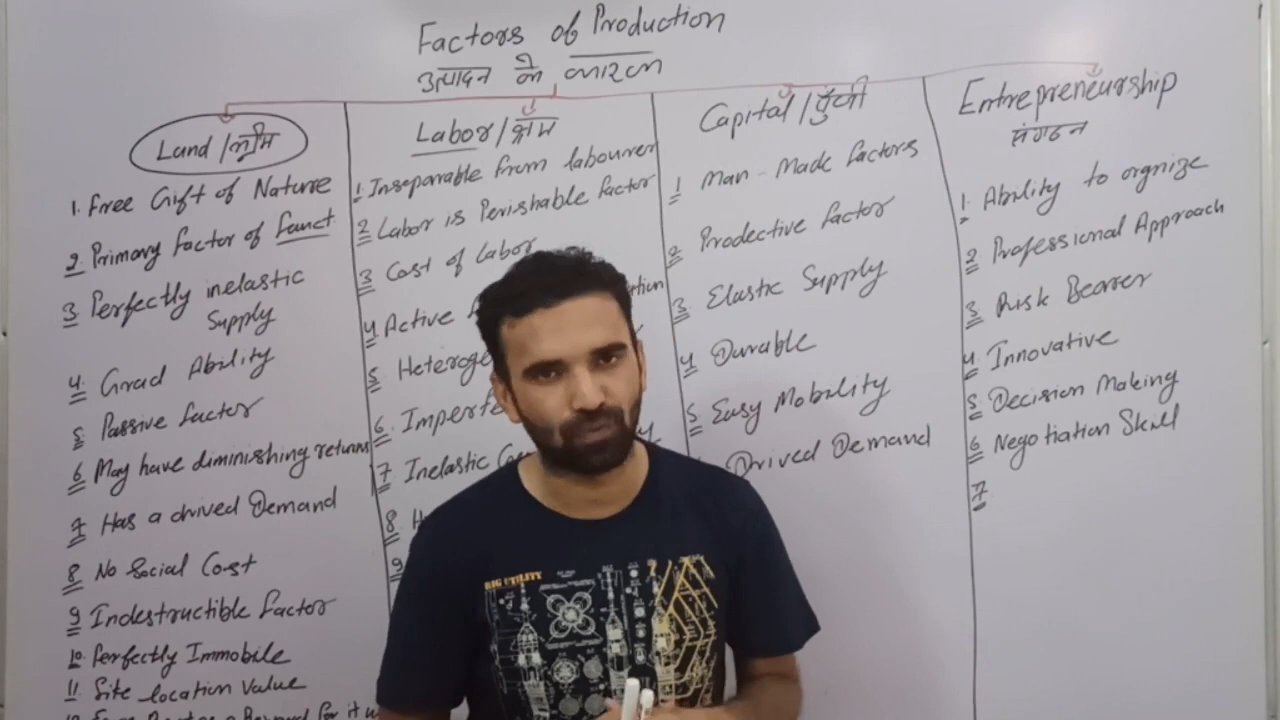 Factors of Production
उत्पादन के कारक
Land/भूमि
1. Free Gift of Nature
2 Primary Factor of
3 Perfectly inelastic
Supply
4. Grad Ability
5 Passive factor
6 May have diminishing returns
7 Has a drived Demand
8 No Social Cost
9 Indestructible factor
10. Perfectly Immobile
11 Site location value
Labor/श्रम
1. Inseparable from labourer
2 Labor is Perishable factor
3 Cost of Labor
4 Active
5 Heteroge
6. Imperfe
7 Inelastic
8
9
Capital/पूँजी
1 Man-Made factors
2 Prodective factor
3 Elastic Supply
4 Durable
5 Easy Mobility
Drived Demand
Entrepreneurship
संगठन
1. Ability to orgnize
2 Professional Approach
3 Risk Bearer
4 Innovative
5 Decision Making
6 Negotiation Skill
7
BIG UTILITY